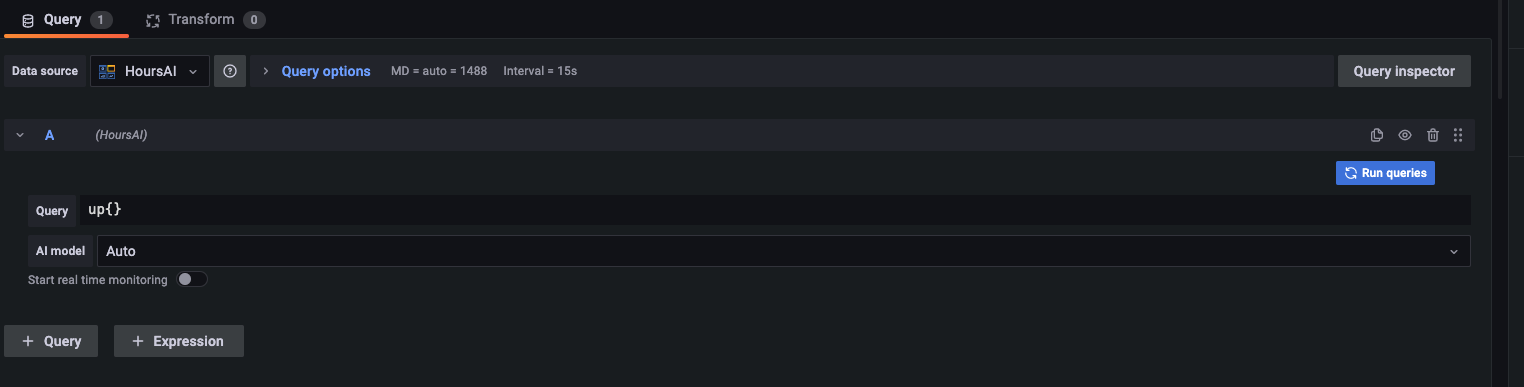 Query 1 Transform 0
Data source HoursAI Query options MD = auto = 1488 Interval = 15s Query inspector
A (HoursAI)
Run queries
Query up{}
AI model Auto
Start real time monitoring
+ Query + Expression